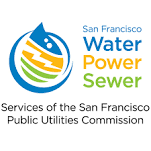 San Francisco
Water
Power
Sewer
Services of the San Francisco
Public Utilities Commission